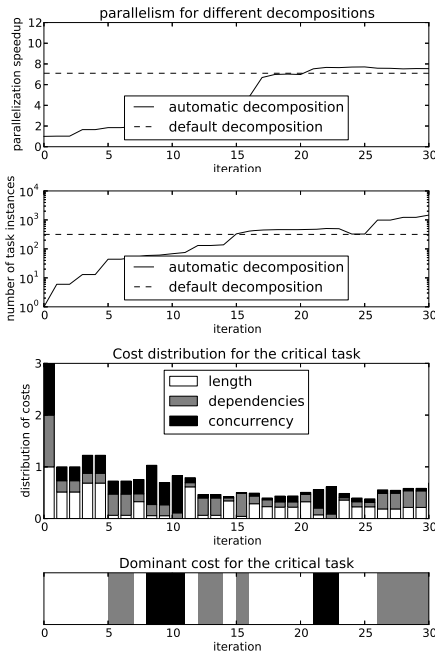 parallelism for different decompositions
parallelization speedup
12
10
8
6
4
2
0
automatic decomposition
default decomposition
0 5 10 15 20 25 30
iteration
number of task instances
10^4
10^3
10^2
10^1
10^0
automatic decomposition
default decomposition
0 5 10 15 20 25 30
iteration
Cost distribution for the critical task
distribution of costs
3
2
1
0
length
dependencies
concurrency
0 5 10 15 20 25 30
iteration
Dominant cost for the critical task
0 5 10 15 20 25 30
iteration